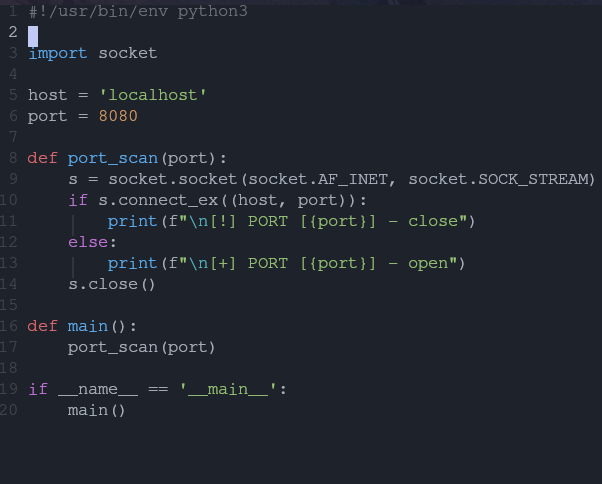 1 #!/usr/bin/env python3
2
3 import socket
4
5 host = 'localhost'
6 port = 8080
7
8 def port_scan(port):
9     s = socket.socket(socket.AF_INET, socket.SOCK_STREAM)
10     if s.connect_ex((host, port)):
11         print(f"\n[!] PORT [{port}] - close")
12     else:
13         print(f"\n[+] PORT [{port}] - open")
14     s.close()
15
16 def main():
17     port_scan(port)
18
19 if __name__ == '__main__':
20     main()